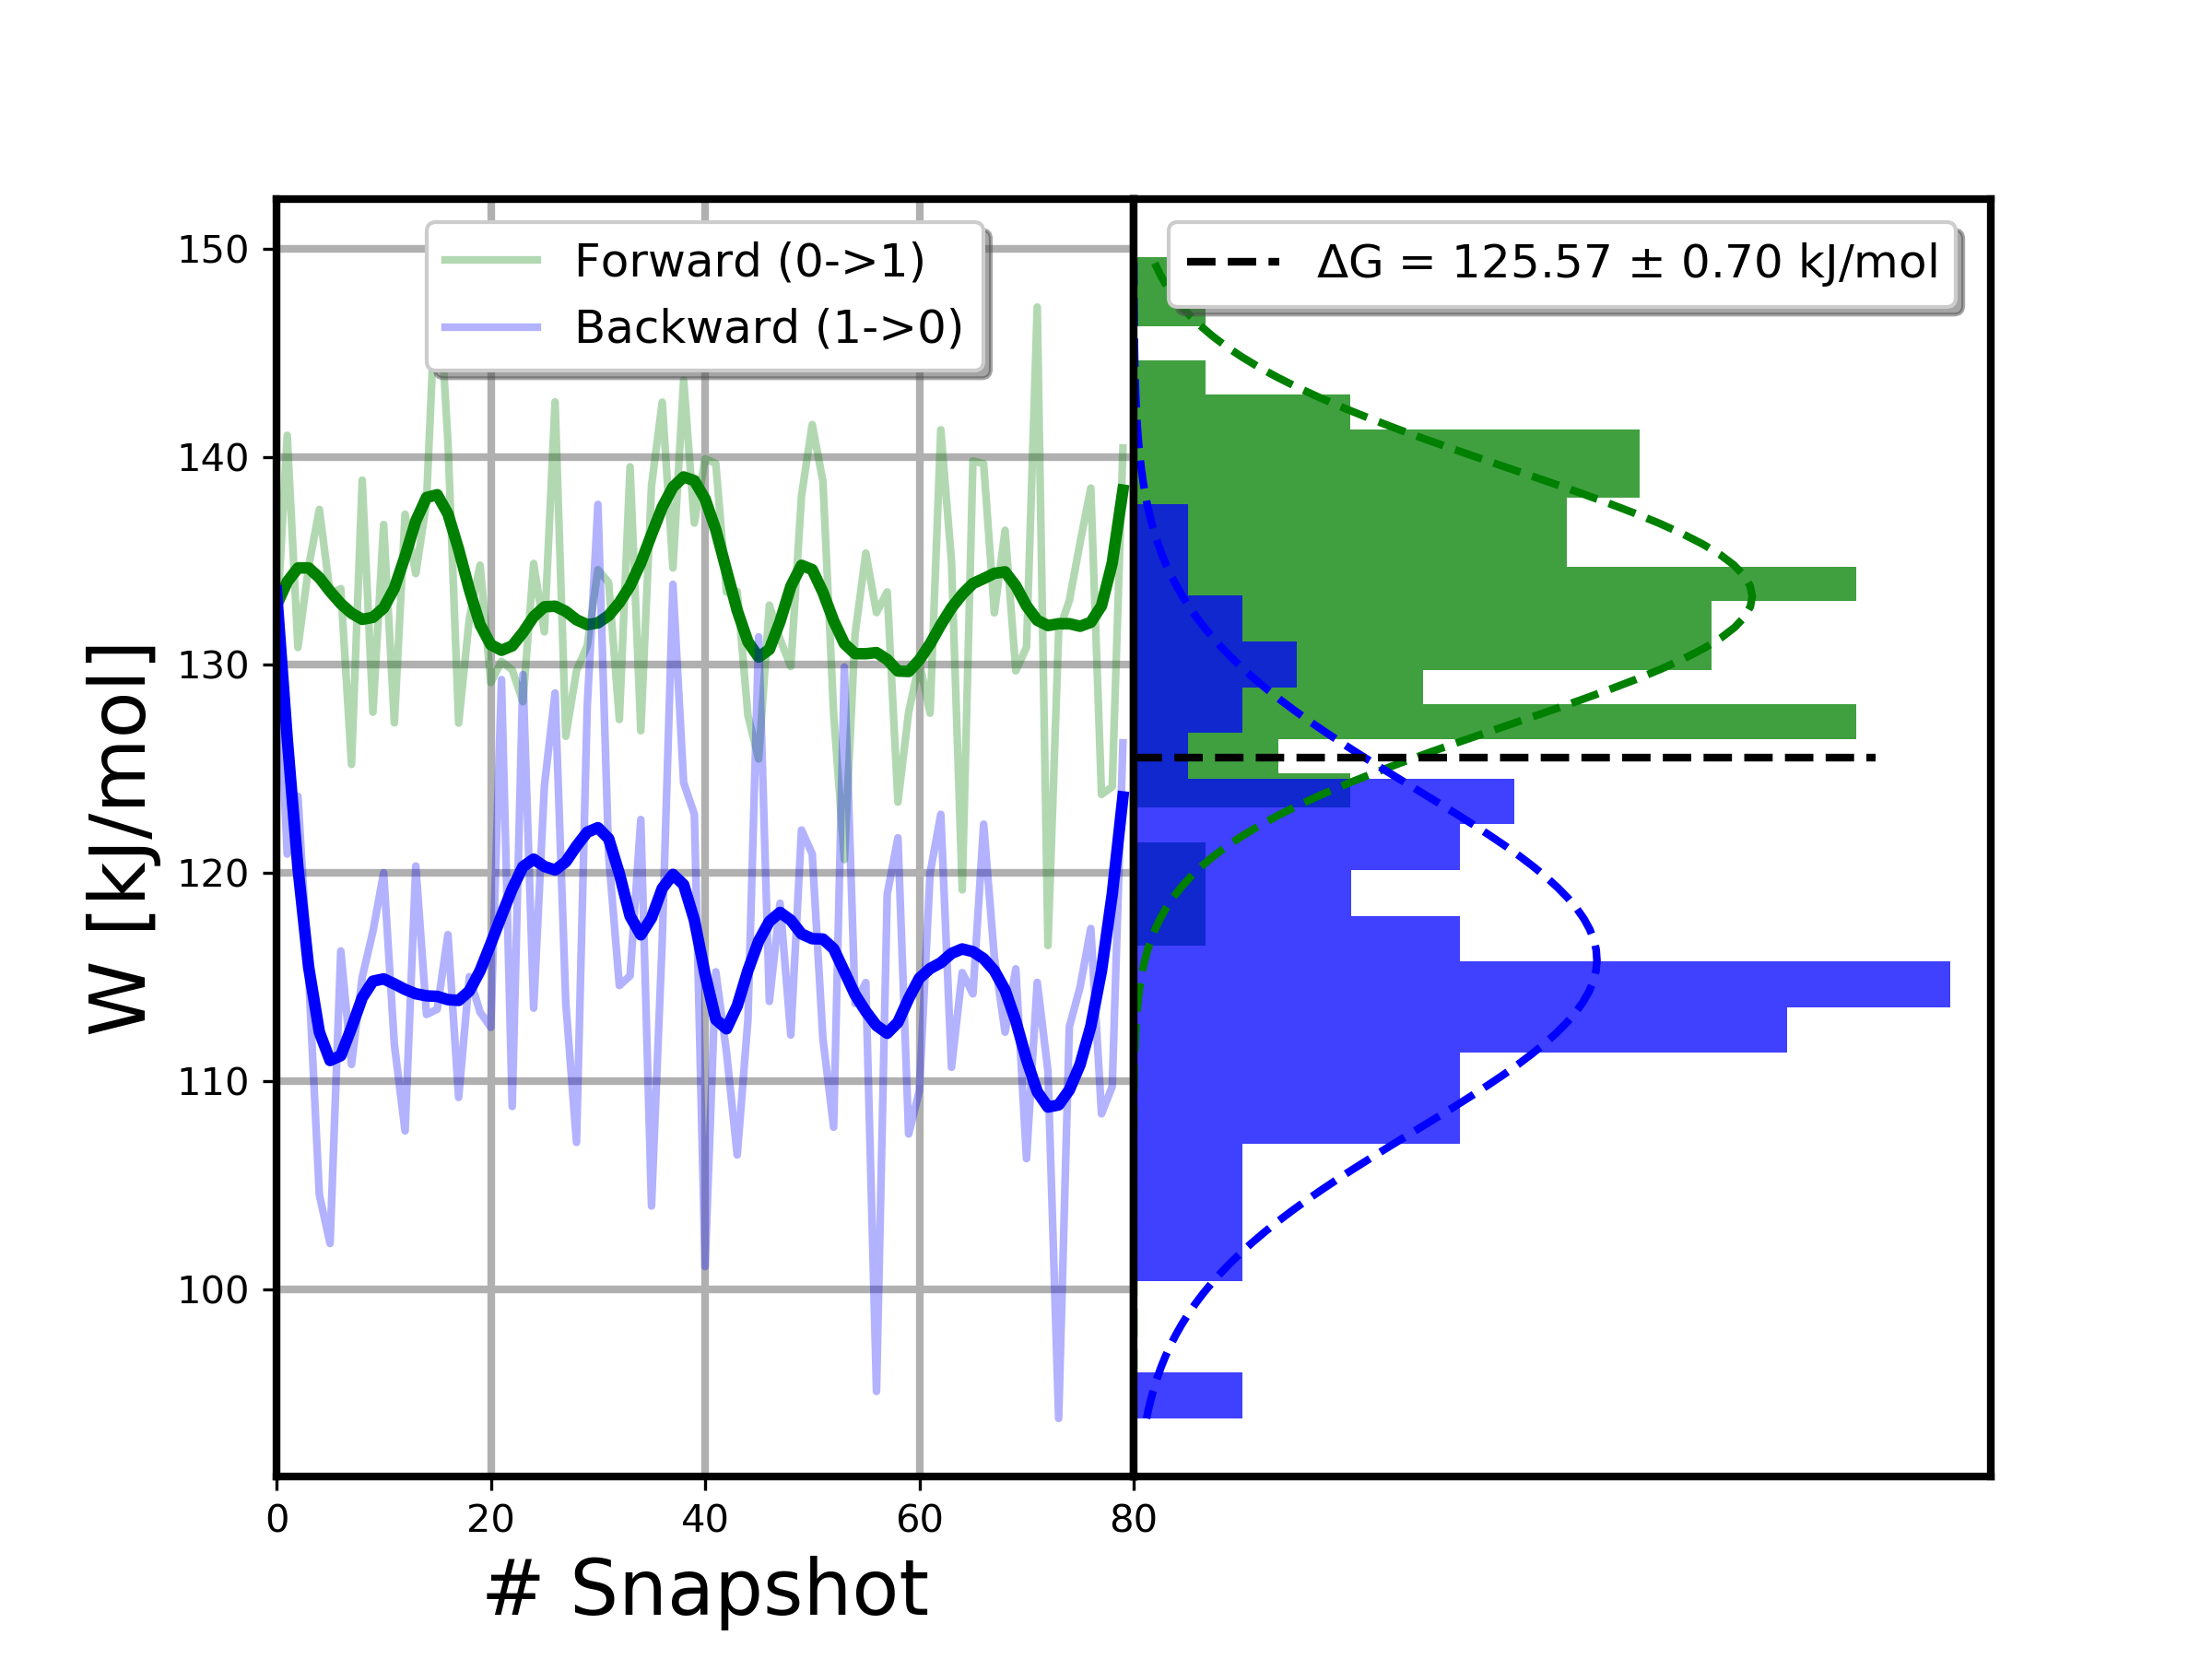 Forward (0->1)
Backward (1->0)
ΔG = 125.57 ± 0.70 kJ/mol
W [kJ/mol]
150
140
130
120
110
100
0 20 40 60 80
# Snapshot